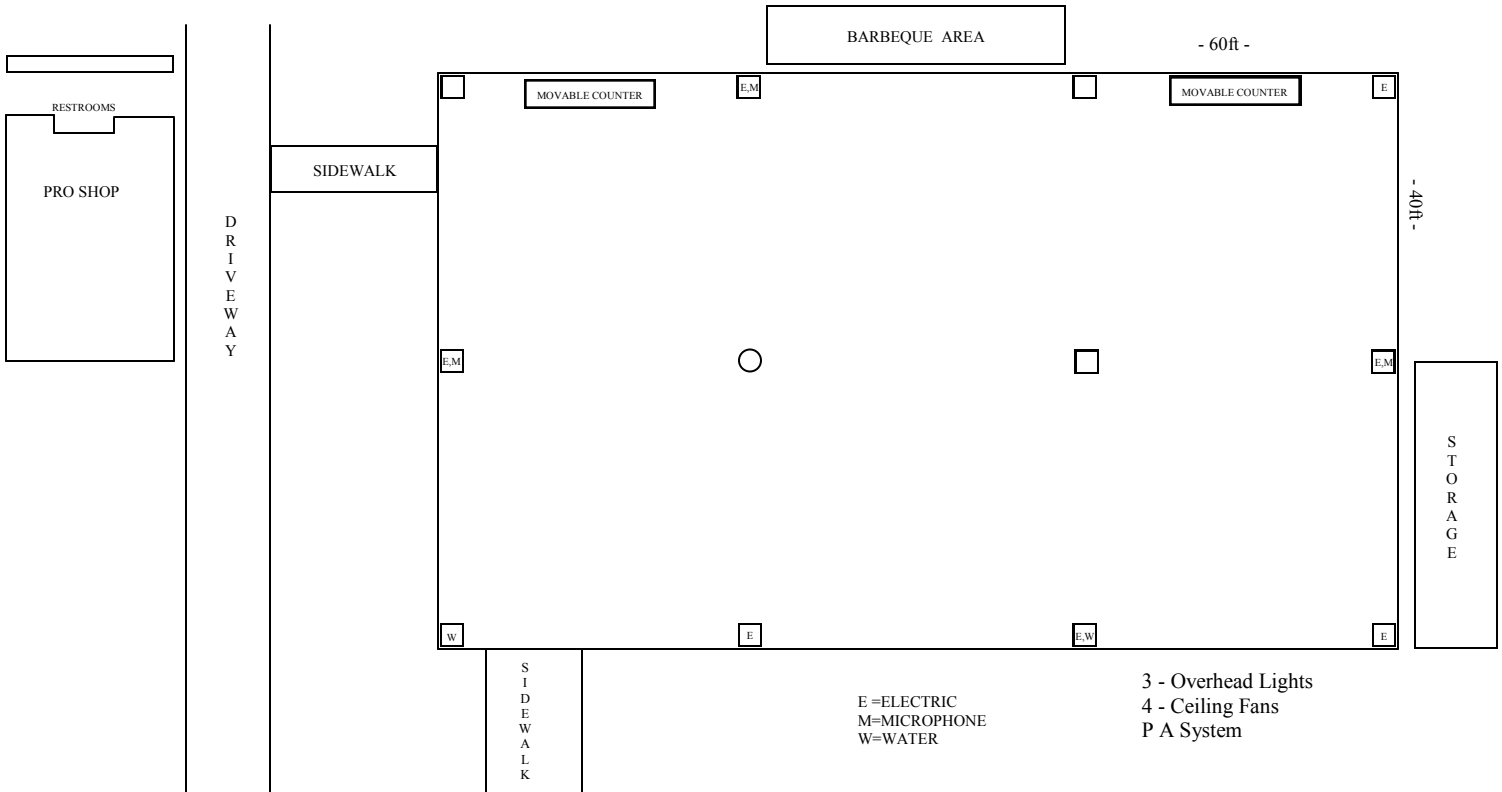 BARBEQUE AREA
- 60ft -
MOVABLE COUNTER
E,M
MOVABLE COUNTER
E
RESTROOMS
PRO SHOP
SIDEWALK
- 40ft -
D
R
I
V
E
W
A
Y
E,M
E,M
S
T
O
R
A
G
E
W
E
E,W
E
S
I
D
E
W
A
L
K
E =ELECTRIC
M=MICROPHONE
W=WATER
3 - Overhead Lights
4 - Ceiling Fans
P A System